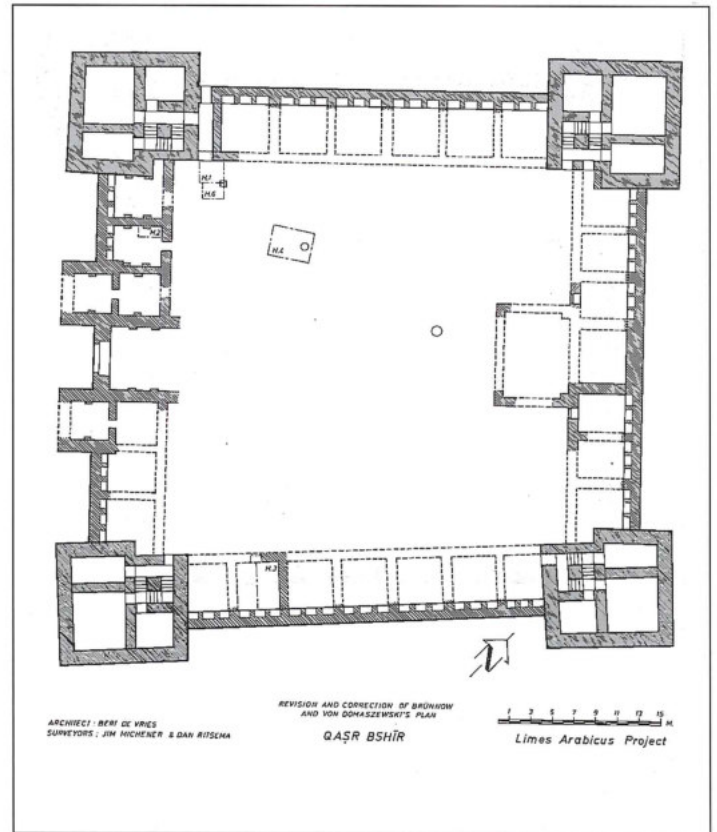 H.1
H.6
H.2
H.4
H.3
N
REVISION AND CORRECTION OF BRÜNNOW
AND VON DOMASZEWSKI'S PLAN
QAṢR BSHĪR
ARCHITECT : BERT DE VRIES
SURVEYORS ; JIM MICHENER & DAN RITSEMA
1 3 5 7 9 11 13 15
M.
Limes Arabicus Project